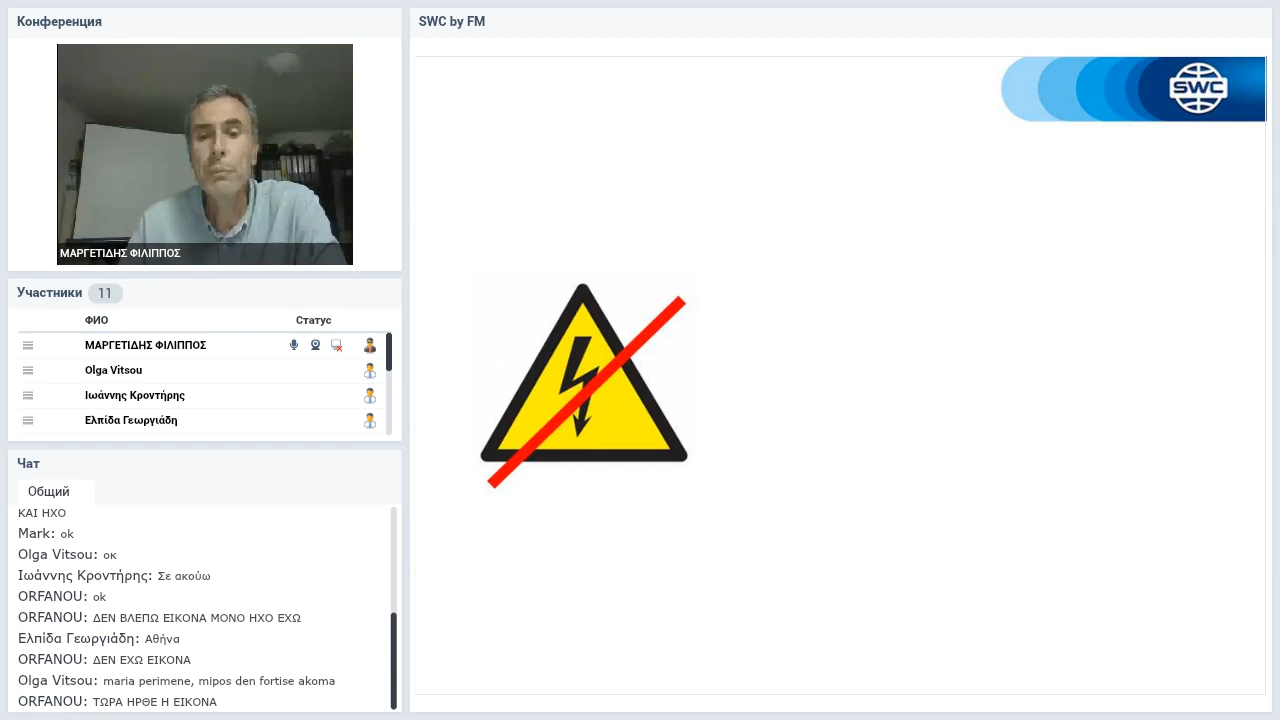 Конференция
ΜΑΡΓΕΤΙΔΗΣ ΦΙΛΙΠΠΟΣ
Участники 11
ФИО Статус
ΜΑΡΓΕΤΙΔΗΣ ΦΙΛΙΠΠΟΣ
Olga Vitsou
Ιωάννης Κροντήρης
Ελπίδα Γεωργιάδη
Чат
Общий
ΚΑΙ ΗΧΟ
Mark: ok
Olga Vitsou: οκ
Ιωάννης Κροντήρης: Σε ακούω
ORFANOU: ok
ORFANOU: ΔΕΝ ΒΛΕΠΩ ΕΙΚΟΝΑ ΜΟΝΟ ΗΧΟ ΕΧΩ
Ελπίδα Γεωργιάδη: Αθήνα
ORFANOU: ΔΕΝ ΕΧΩ ΕΙΚΟΝΑ
Olga Vitsou: maria perimene, mipos den fortise akoma
ORFANOU: ΤΩΡΑ ΗΡΘΕ Η ΕΙΚΟΝΑ
SWC by FM
SWC